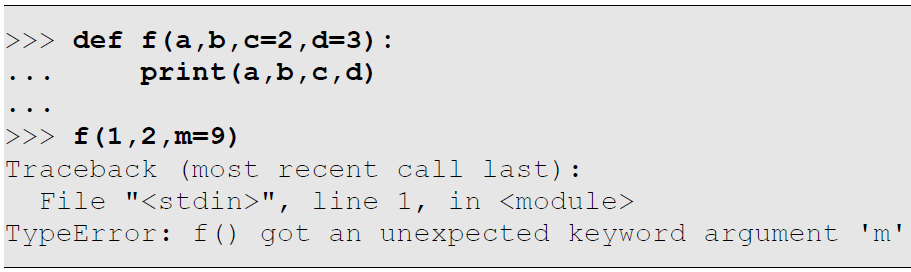 >>> def f(a,b,c=2,d=3):
...     print(a,b,c,d)
...
>>> f(1,2,m=9)
Traceback (most recent call last):
  File "<stdin>", line 1, in <module>
TypeError: f() got an unexpected keyword argument 'm'